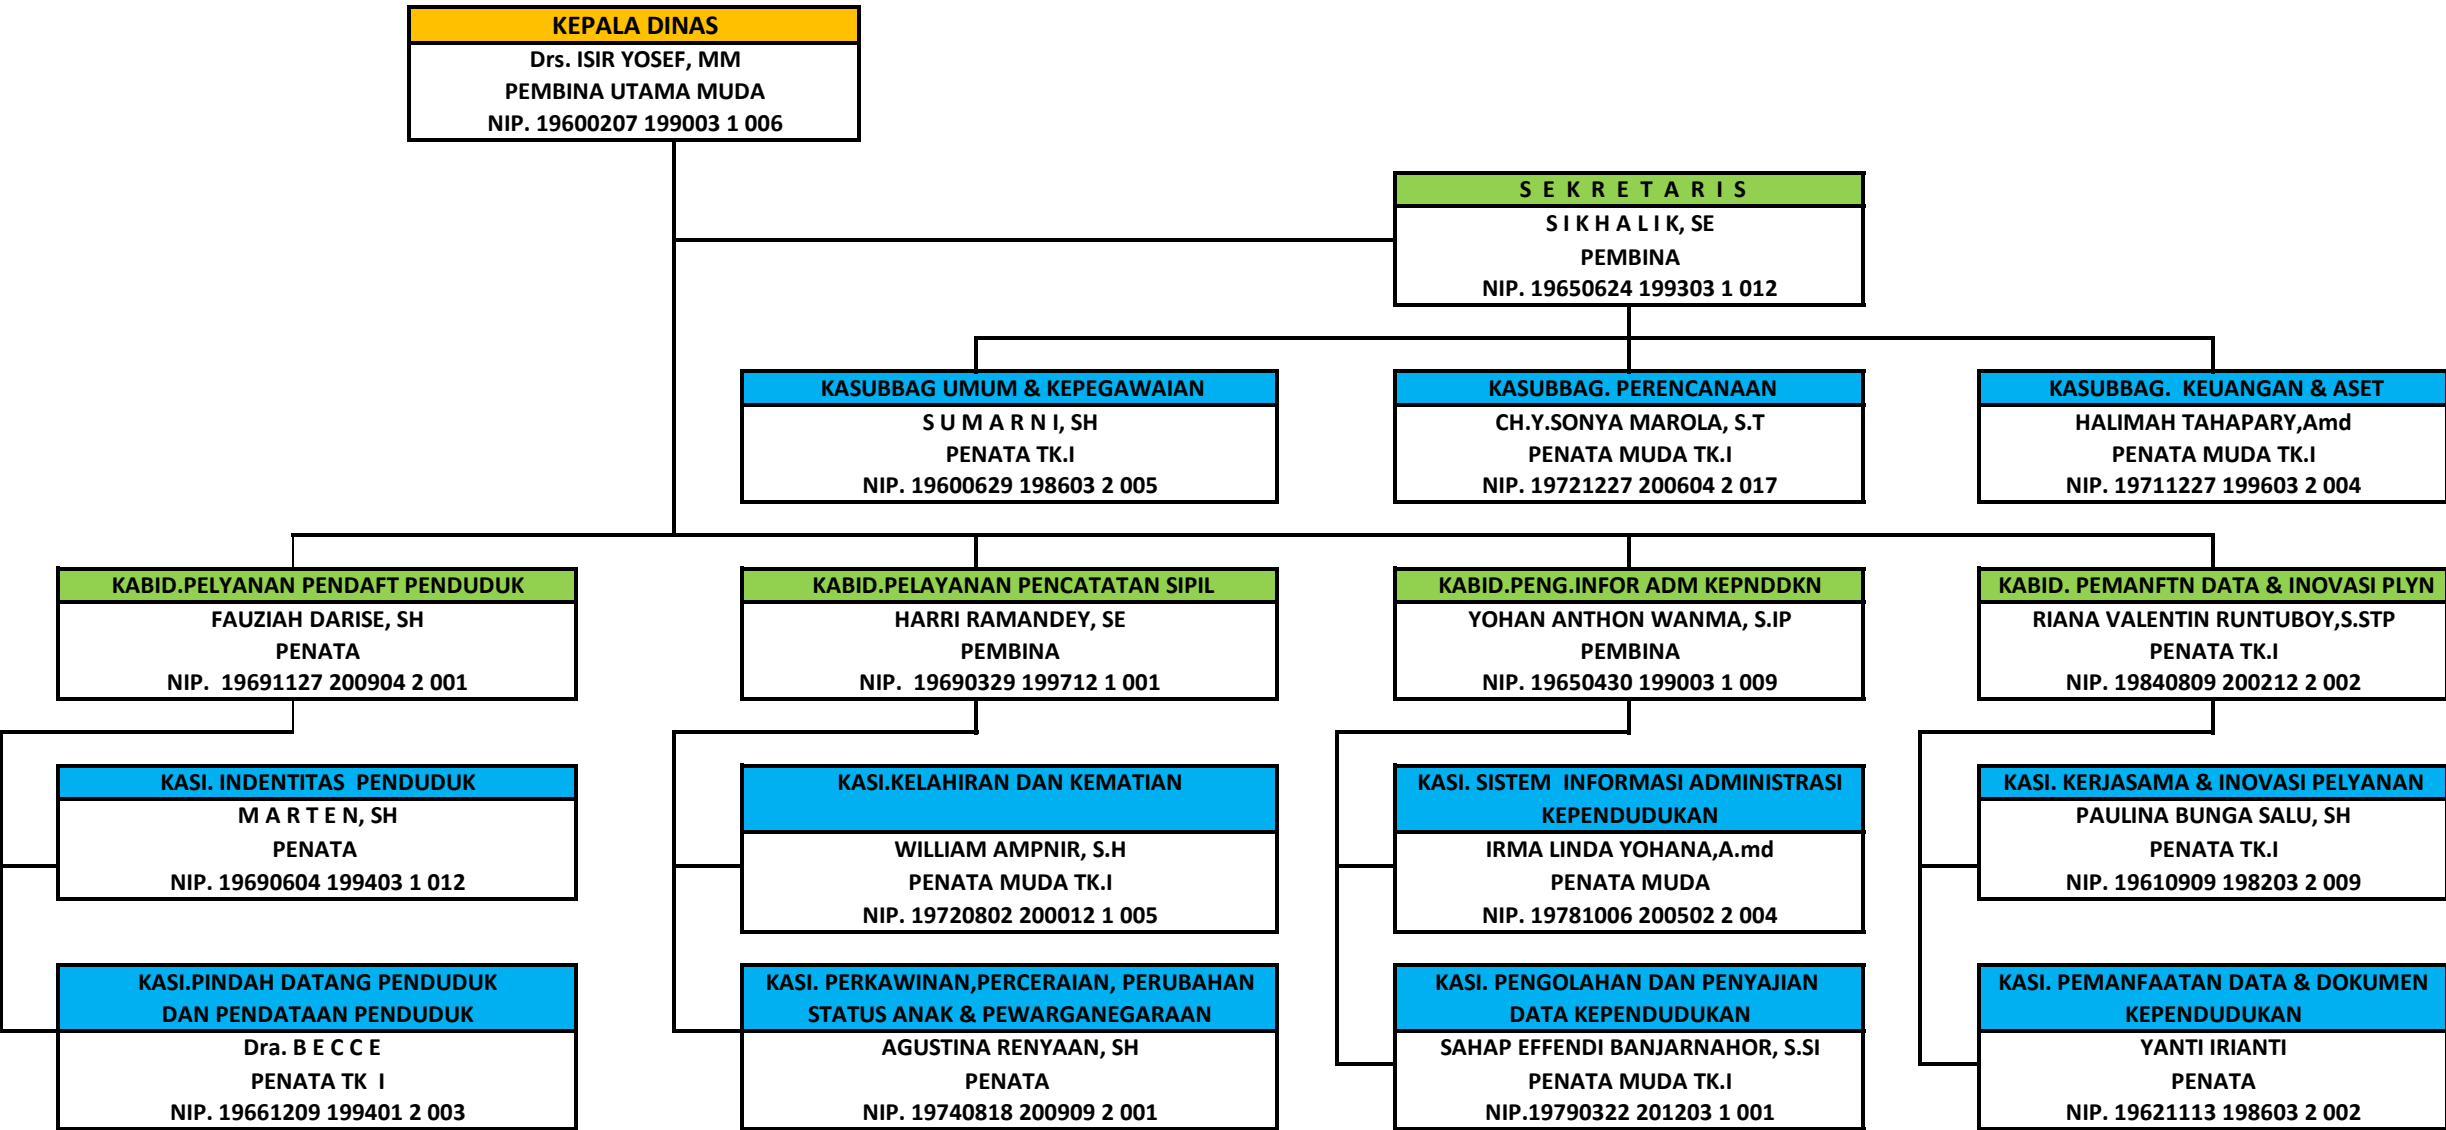 KEPALA DINAS
Drs. ISIR YOSEF, MM
PEMBINA UTAMA MUDA
NIP. 19600207 199003 1 006
S E K R E T A R I S
S I K H A L I K, SE
PEMBINA
NIP. 19650624 199303 1 012
KASUBBAG UMUM & KEPEGAWAIAN
S U M A R N I, SH
PENATA TK.I
NIP. 19600629 198603 2 005
KASUBBAG. PERENCANAAN
CH.Y.SONYA MAROLA, S.T
PENATA MUDA TK.I
NIP. 19721227 200604 2 017
KASUBBAG. KEUANGAN & ASET
HALIMAH TAHAPARY,Amd
PENATA MUDA TK.I
NIP. 19711227 199603 2 004
KABID.PELYANAN PENDAFT PENDUDUK
FAUZIAH DARISE, SH
PENATA
NIP. 19691127 200904 2 001
KABID.PELAYANAN PENCATATAN SIPIL
HARRI RAMANDEY, SE
PEMBINA
NIP. 19690329 199712 1 001
KABID.PENG.INFOR ADM KEPNDDKN
YOHAN ANTHON WANMA, S.IP
PEMBINA
NIP. 19650430 199003 1 009
KABID. PEMANFTN DATA & INOVASI PLYN
RIANA VALENTIN RUNTUBOY,S.STP
PENATA TK.I
NIP. 19840809 200212 2 002
KASI. INDENTITAS PENDUDUK
M A R T E N, SH
PENATA
NIP. 19690604 199403 1 012
KASI.KELAHIRAN DAN KEMATIAN
WILLIAM AMPNIR, S.H
PENATA MUDA TK.I
NIP. 19720802 200012 1 005
KASI. SISTEM INFORMASI ADMINISTRASI
KEPENDUDUKAN
IRMA LINDA YOHANA,A.md
PENATA MUDA
NIP. 19781006 200502 2 004
KASI. KERJASAMA & INOVASI PELYANAN
PAULINA BUNGA SALU, SH
PENATA TK.I
NIP. 19610909 198203 2 009
KASI.PINDAH DATANG PENDUDUK
DAN PENDATAAN PENDUDUK
Dra. B E C C E
PENATA TK I
NIP. 19661209 199401 2 003
KASI. PERKAWINAN,PERCERAIAN, PERUBAHAN
STATUS ANAK & PEWARGANEGARAAN
AGUSTINA RENYAAN, SH
PENATA
NIP. 19740818 200909 2 001
KASI. PENGOLAHAN DAN PENYAJIAN
DATA KEPENDUDUKAN
SAHAP EFFENDI BANJARNAHOR, S.SI
PENATA MUDA TK.I
NIP.19790322 201203 1 001
KASI. PEMANFAATAN DATA & DOKUMEN
KEPENDUDUKAN
YANTI IRIANTI
PENATA
NIP. 19621113 198603 2 002